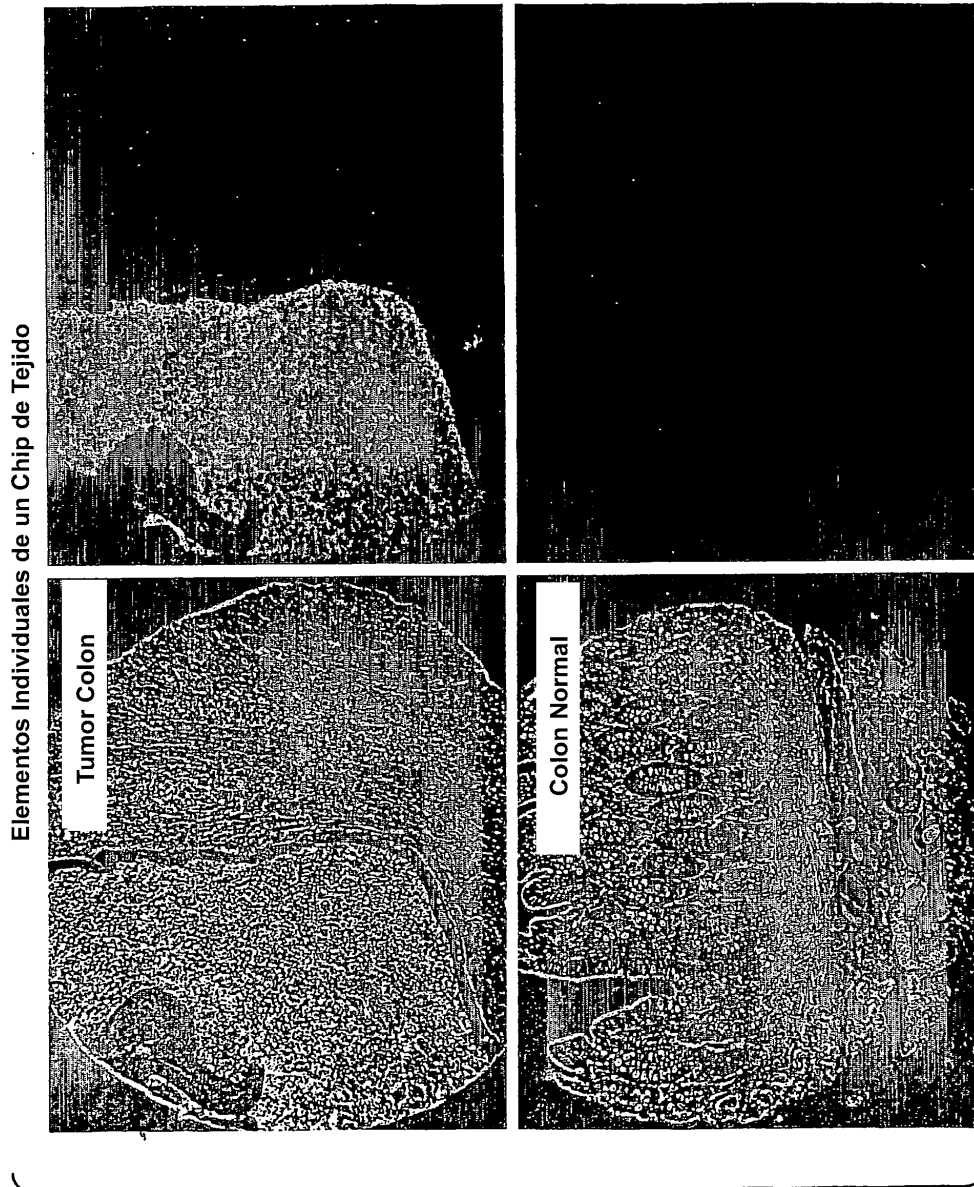 Elementos Individuales de un Chip de Tejido
Tumor Colon
Colon Normal